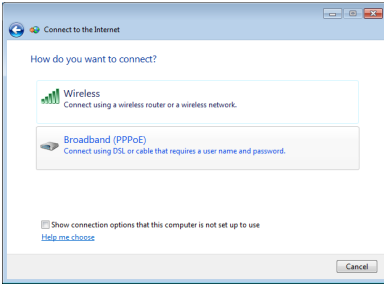 Connect to the Internet
How do you want to connect?
Wireless
Connect using a wireless router or a wireless network.
Broadband (PPPoE)
Connect using DSL or cable that requires a user name and password.
Show connection options that this computer is not set up to use
Help me choose
Cancel